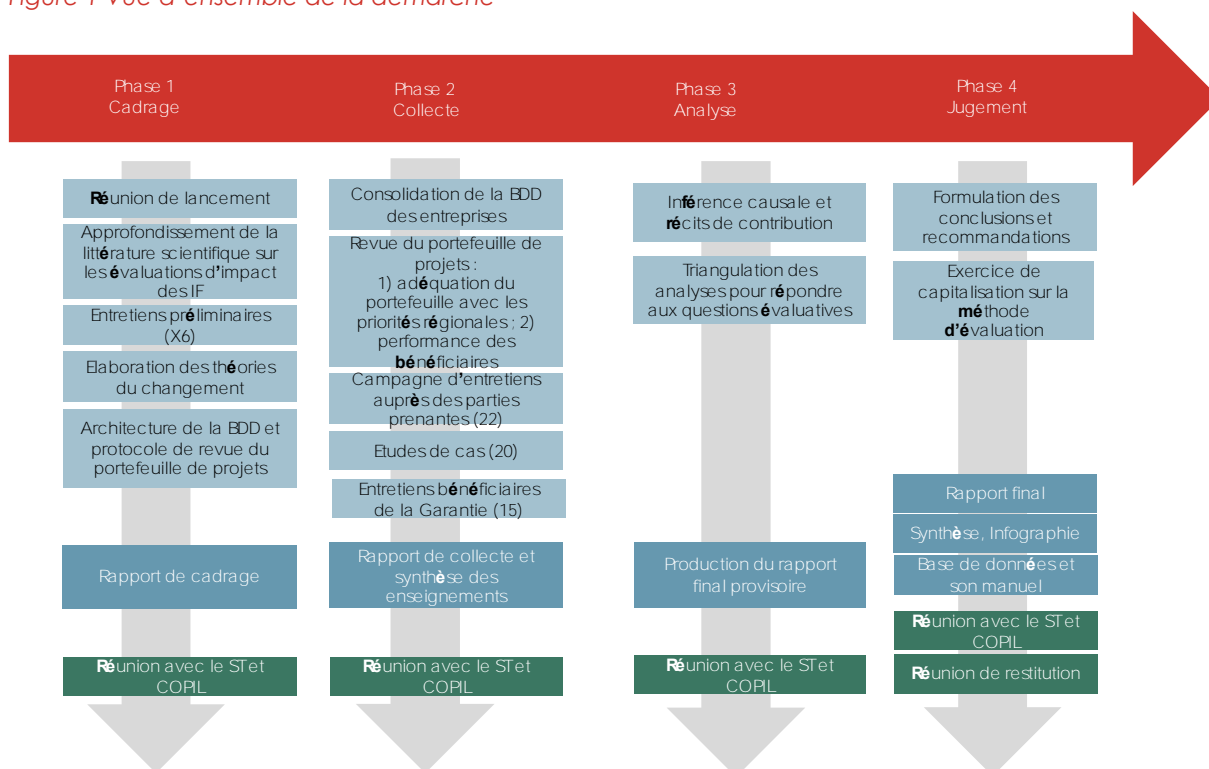 Figure 1 Vue d'ensemble de la démarche
Phase 1
Cadrage
Phase 2
Collecte
Phase 3
Analyse
Phase 4
Jugement
Réunion de lancement
Approfondissement de la
littérature scientifique sur
les évaluations d'impact
des IF
Entretiens préliminaires
(X6)
Elaboration des théories
du changement
Architecture de la BDD et
protocole de revue du
portefeuille de projets
Rapport de cadrage
Réunion avec le ST et
COPIL
Consolidation de la BDD
des entreprises
Revue du portefeuille de
projets :
1) adéquation du
portefeuille avec les
priorités régionales ; 2)
performance des
bénéficiaires
Campagne d'entretiens
auprès des parties
prenantes (22)
Etudes de cas (20)
Entretiens bénéficiaires
de la Garantie (15)
Rapport de collecte et
synthèse des
enseignements
Réunion avec le ST et
COPIL
Inférence causale et
récits de contribution
Triangulation des
analyses pour répondre
aux questions évaluatives
Production du rapport
final provisoire
Réunion avec le ST et
COPIL
Formulation des
conclusions et
recommandations
Exercice de
capitalisation sur la
méthode
d'évaluation
Rapport final
Synthèse, Infographie
Base de données et
son manuel
Réunion avec le ST et
COPIL
Réunion de restitution